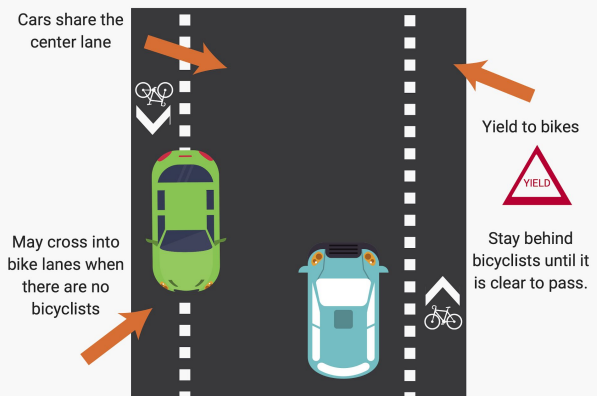 Cars share the
center lane
Yield to bikes
YIELD
May cross into
bike lanes when
there are no
bicyclists
Stay behind
bicyclists until it
is clear to pass.